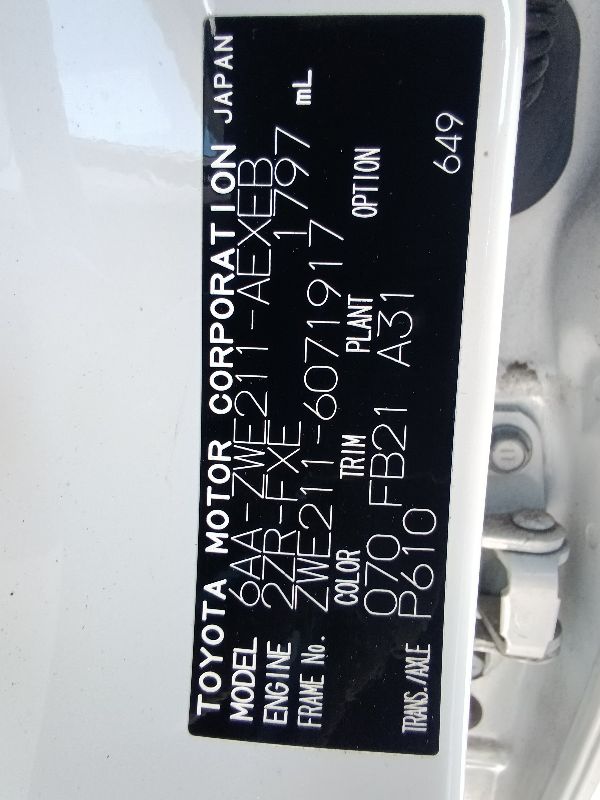 TOYOTA MOTOR CORPORATION JAPAN
MODEL 6AA-ZWE211-AEXEB
ENGINE 2ZR-FXE 1797 mL
FRAME No. ZWE211-6071917
COLOR TRIM PLANT OPTION
070 FB21 A31
TRANS./AXLE P610 649